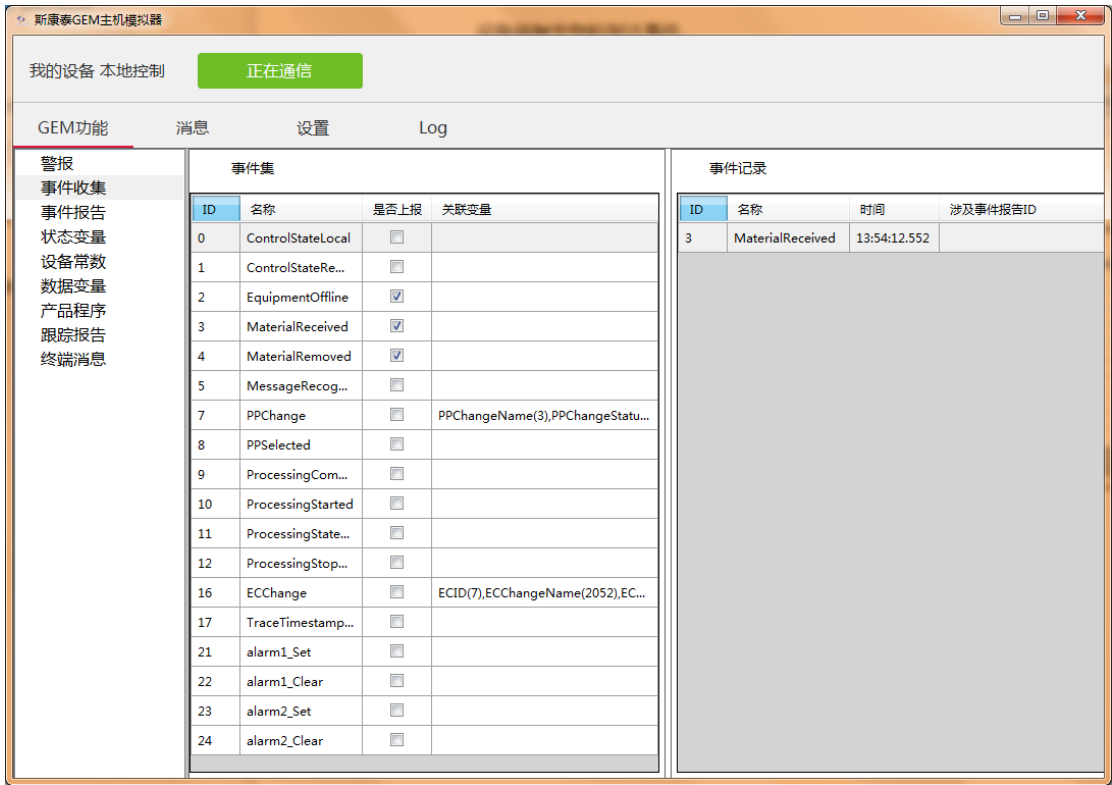 斯康泰GEM主机模拟器
我的设备 本地控制 正在通信
GEM功能 消息 设置 Log
警报
事件收集
事件报告
状态变量
设备常数
数据变量
产品程序
跟踪报告
终端消息
事件集
ID 名称 是否上报 关联变量
0 ControlStateLocal
1 ControlStateRe...
2 EquipmentOffline
3 MaterialReceived
4 MaterialRemoved
5 MessageRecog...
7 PPChange PPChangeName(3),PPChangeStatu...
8 PPSelected
9 ProcessingCom...
10 ProcessingStarted
11 ProcessingState...
12 ProcessingStop...
16 ECChange ECID(7),ECChangeName(2052),EC...
17 TraceTimestamp...
21 alarm1_Set
22 alarm1_Clear
23 alarm2_Set
24 alarm2_Clear
事件记录
ID 名称 时间 涉及事件报告ID
3 MaterialReceived 13:54:12.552